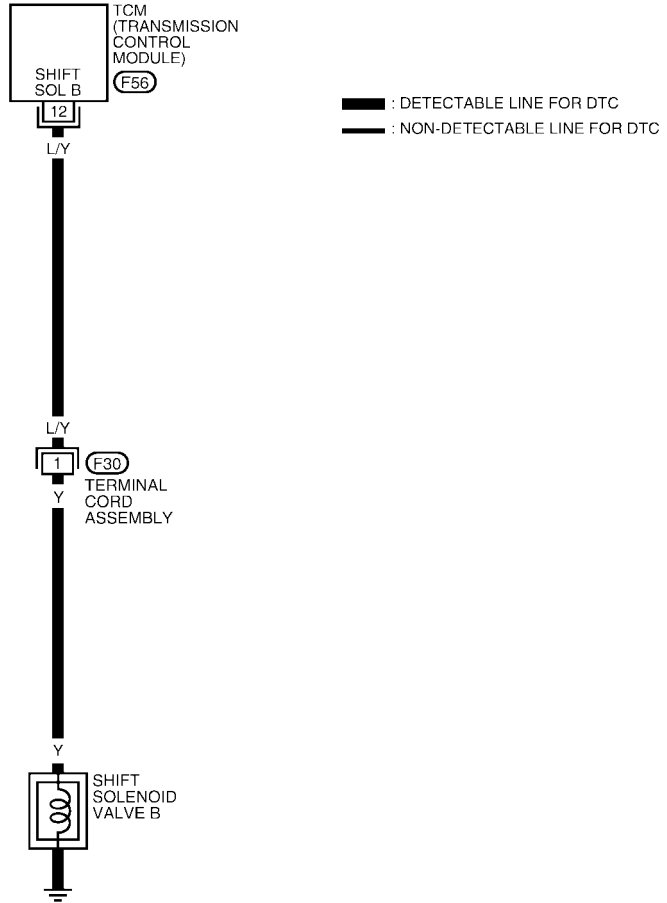 TCM
(TRANSMISSION
CONTROL
MODULE)
F56
SHIFT
SOL B
12
L/Y
: DETECTABLE LINE FOR DTC
: NON-DETECTABLE LINE FOR DTC
L/Y
1
F30
TERMINAL
CORD
ASSEMBLY
Y
Y
SHIFT
SOLENOID
VALVE B